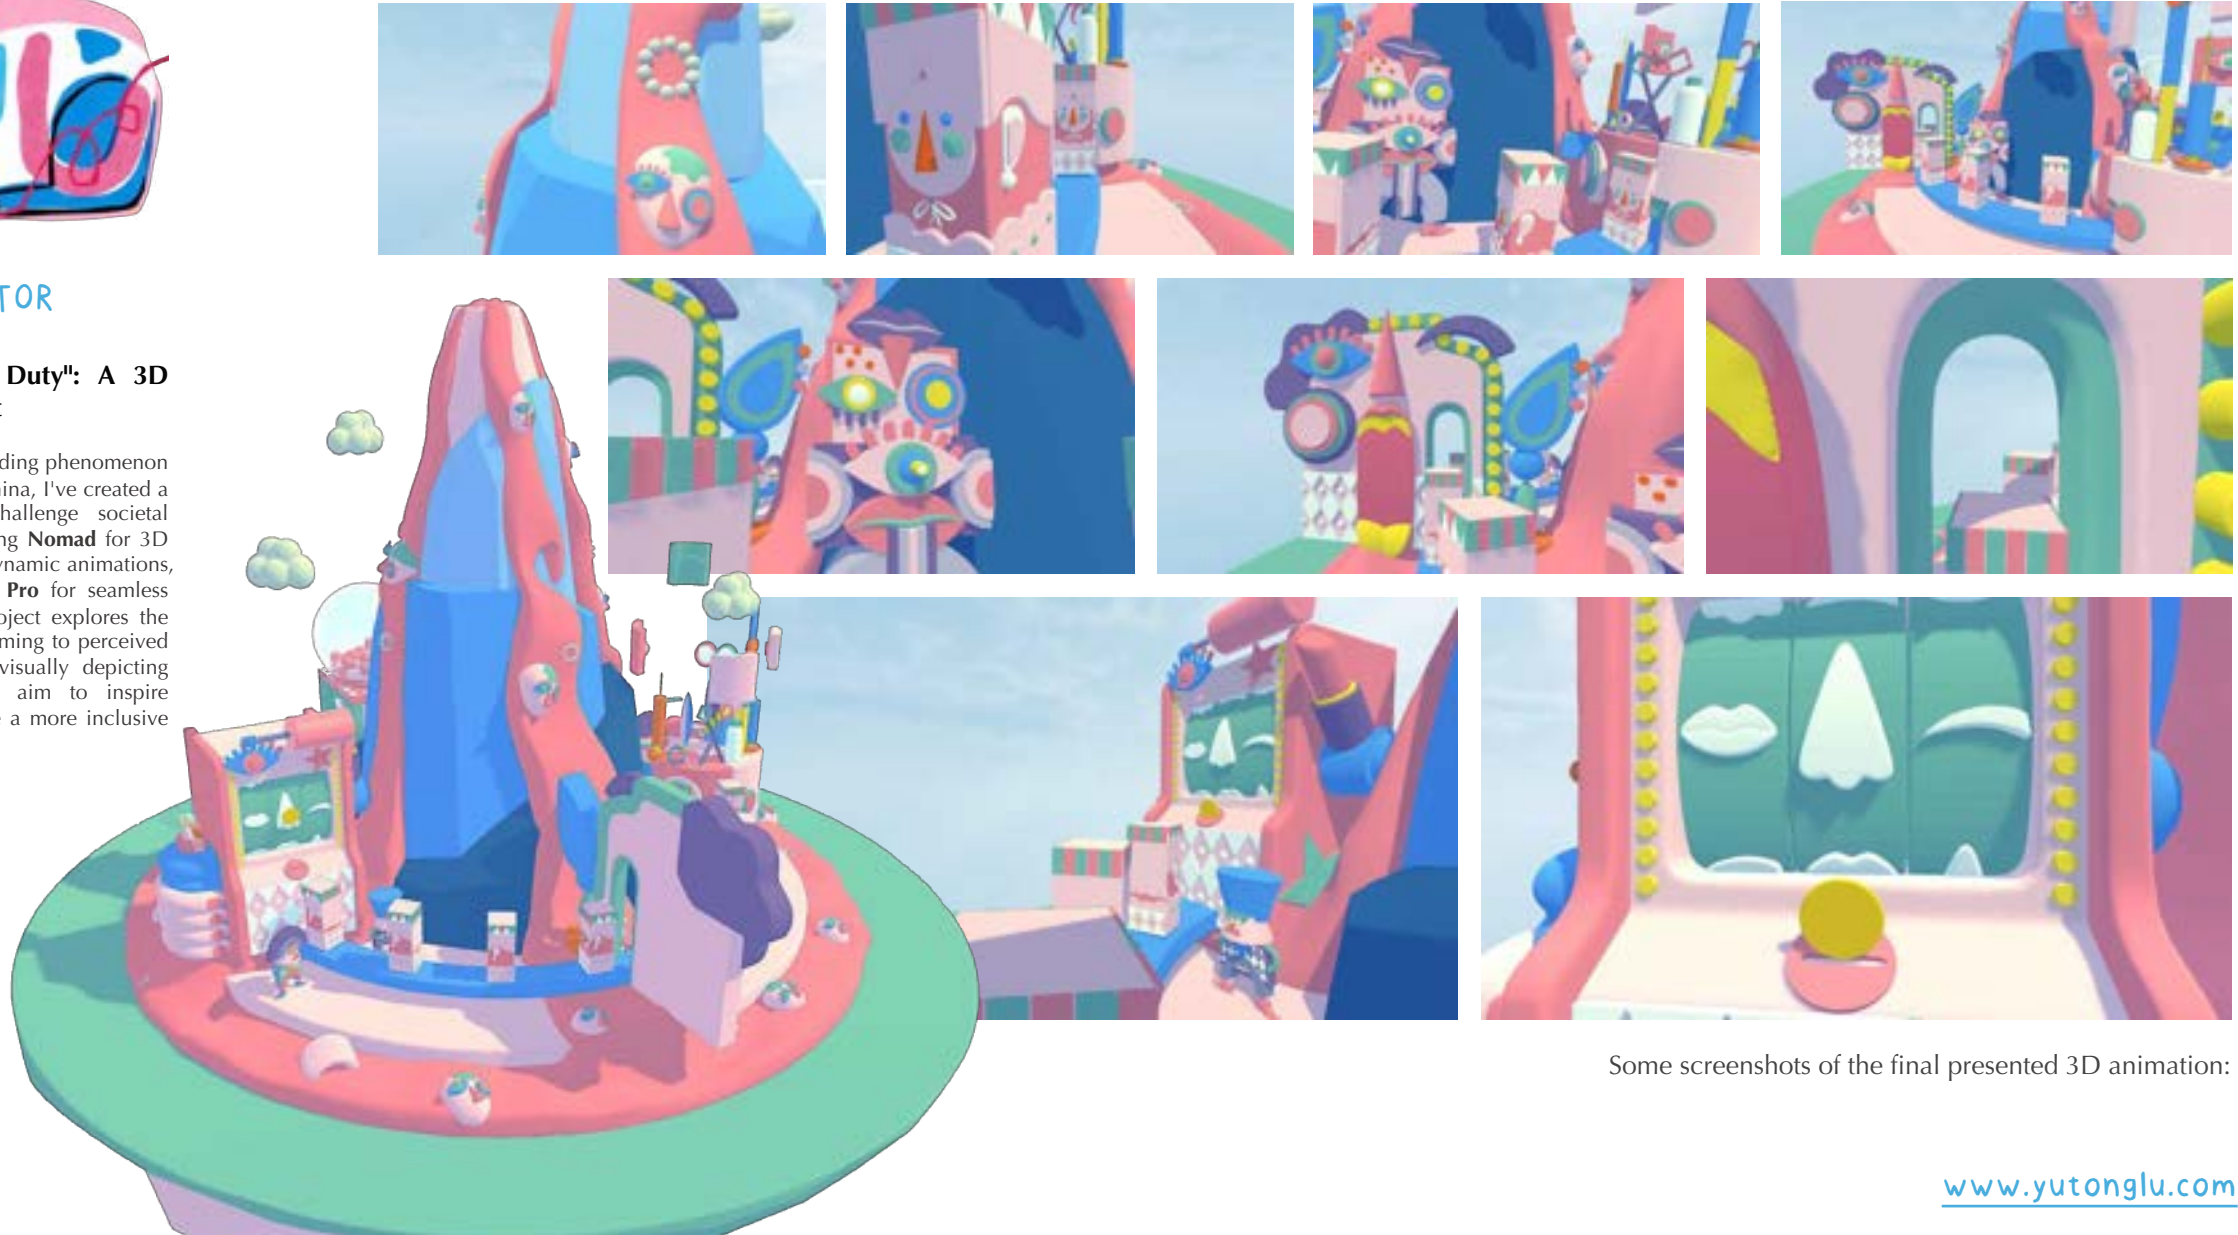 TOR
Duty": A 3D
ding phenomenon
hina, I've created a
hallenge societal
ng Nomad for 3D
ynamic animations,
Pro for seamless
oject explores the
ming to perceived
visually depicting
aim to inspire
a more inclusive
Some screenshots of the final presented 3D animation:
www.yutonglu.com